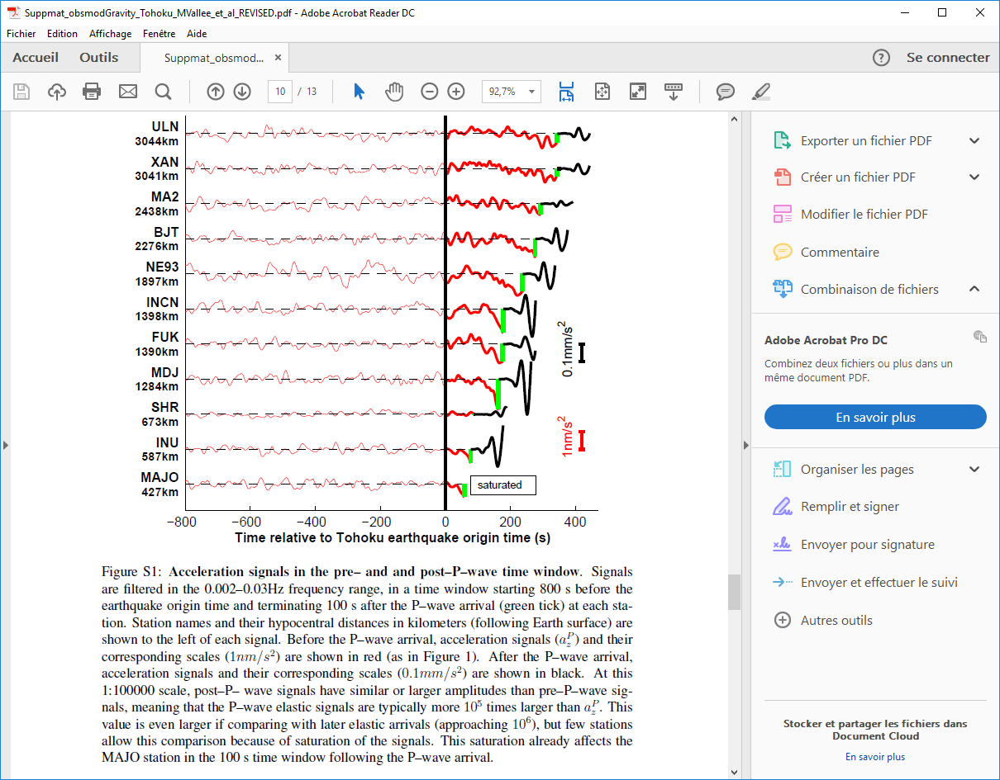 Suppmat_obsmodGravity_Tohoku_MVallee_et_al_REVISED.pdf - Adobe Acrobat Reader DC
Fichier Edition Affichage Fenêtre Aide
Accueil Outils Suppmat_obsmod... × Se connecter
10 / 13 92,7%
ULN
3044km
XAN
3041km
MA2
2438km
BJT
2276km
NE93
1897km
INCN
1398km
FUK
1390km
MDJ
1284km
SHR
673km
INU
587km
MAJO
427km
0.1mm/s²
1nm/s²
saturated
−800 −600 −400 −200 0 200 400
Time relative to Tohoku earthquake origin time (s)
Figure S1: Acceleration signals in the pre– and and post–P–wave time window. Signals
are filtered in the 0.002–0.03Hz frequency range, in a time window starting 800 s before the
earthquake origin time and terminating 100 s after the P–wave arrival (green tick) at each sta-
tion. Station names and their hypocentral distances in kilometers (following Earth surface) are
shown to the left of each signal. Before the P–wave arrival, acceleration signals (a_z^P) and their
corresponding scales (1nm/s²) are shown in red (as in Figure 1). After the P–wave arrival,
acceleration signals and their corresponding scales (0.1mm/s²) are shown in black. At this
1:100000 scale, post–P– wave signals have similar or larger amplitudes than pre–P–wave sig-
nals, meaning that the P–wave elastic signals are typically more 10⁵ times larger than a_z^P. This
value is even larger if comparing with later elastic arrivals (approaching 10⁶), but few stations
allow this comparison because of saturation of the signals. This saturation already affects the
MAJO station in the 100 s time window following the P–wave arrival.
Exporter un fichier PDF
Créer un fichier PDF
Modifier le fichier PDF
Commentaire
Combinaison de fichiers
Adobe Acrobat Pro DC
Combinez deux fichiers ou plus dans un
même document PDF.
En savoir plus
Organiser les pages
Remplir et signer
Envoyer pour signature
Envoyer et effectuer le suivi
Autres outils
Stocker et partager les fichiers dans
Document Cloud
En savoir plus